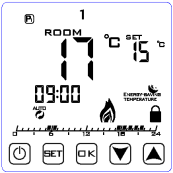 1
P
ROOM
17 °C SET 15 °C
09:00
ENERGY-SAVING
TEMPERATURE
AUTO
0 6 12 18 24
SET OK